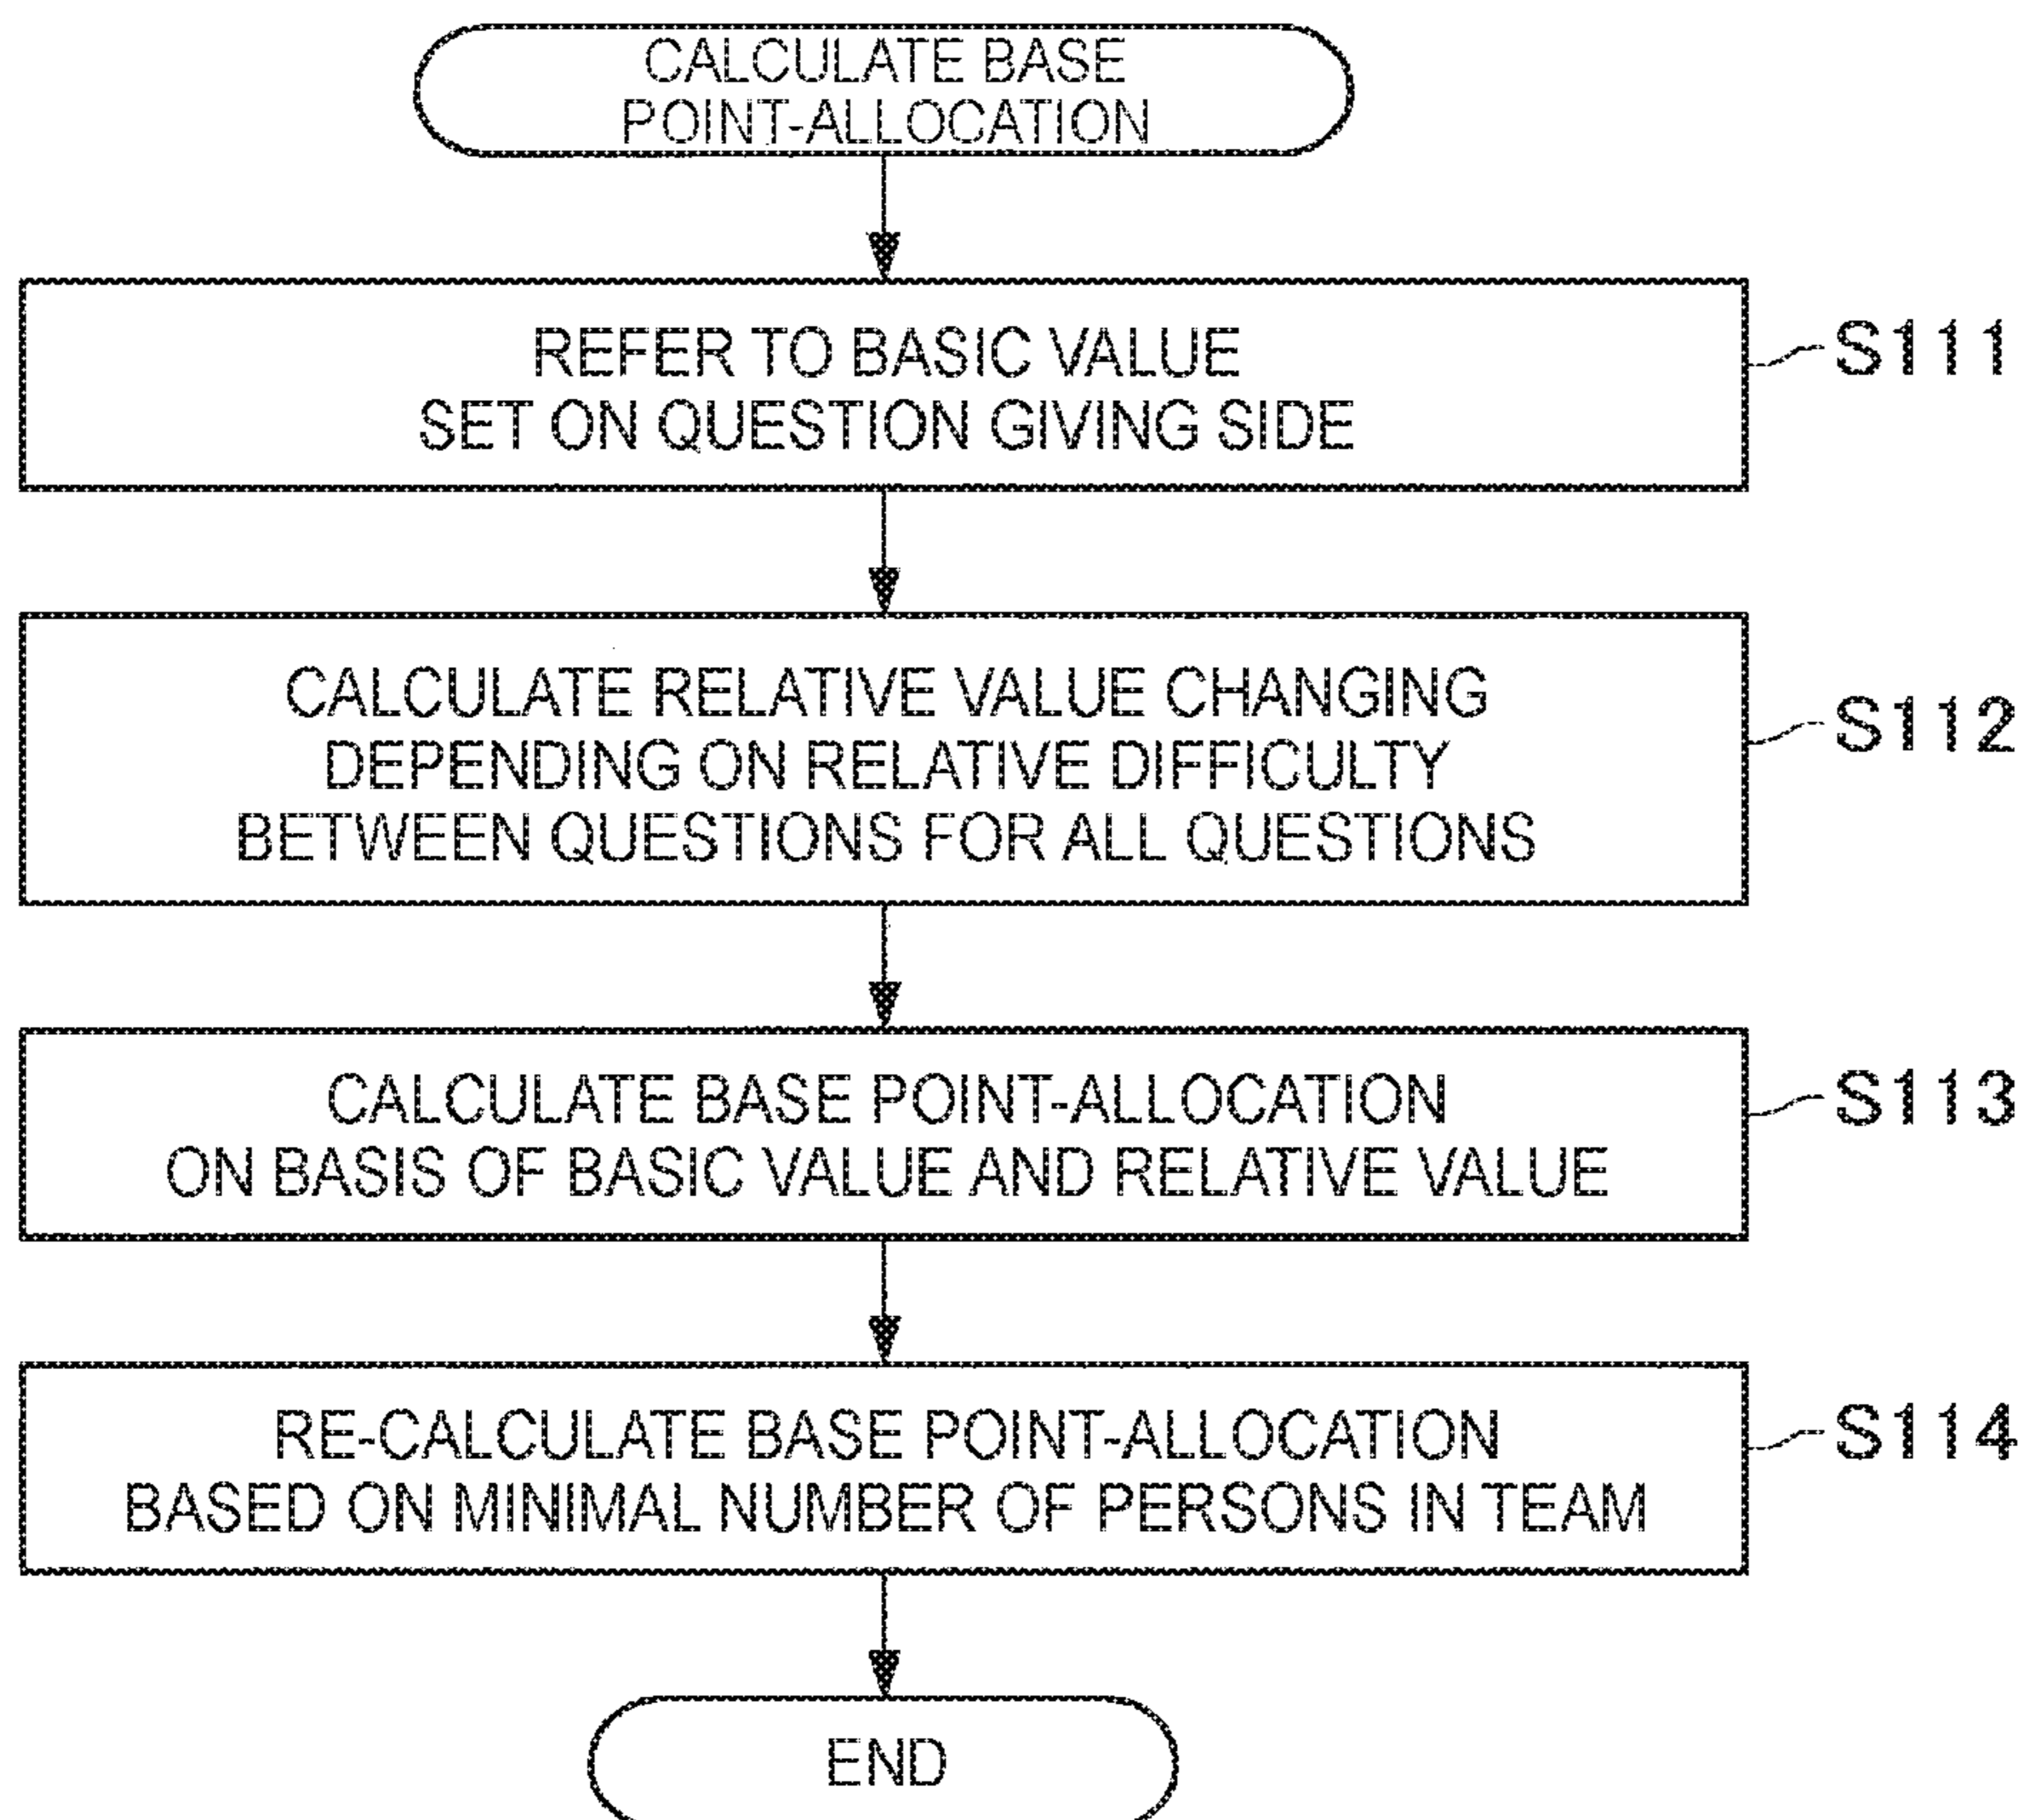 CALCULATE BASE
POINT-ALLOCATION
REFER TO BASIC VALUE
SET ON QUESTION GIVING SIDE
S111
CALCULATE RELATIVE VALUE CHANGING
DEPENDING ON RELATIVE DIFFICULTY
BETWEEN QUESTIONS FOR ALL QUESTIONS
S112
CALCULATE BASE POINT-ALLOCATION
ON BASIS OF BASIC VALUE AND RELATIVE VALUE
S113
RE-CALCULATE BASE POINT-ALLOCATION
BASED ON MINIMAL NUMBER OF PERSONS IN TEAM
S114
END